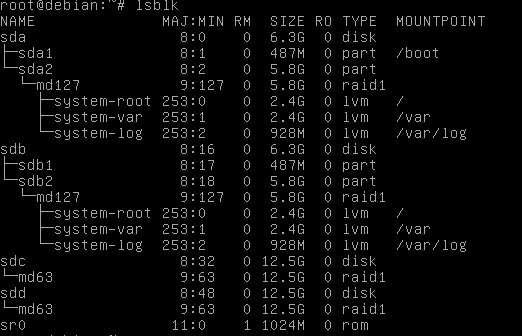 root@debian:~# lsblk
NAME                MAJ:MIN RM  SIZE RO TYPE  MOUNTPOINT
sda                   8:0    0  6.3G  0 disk
├─sda1                8:1    0  487M  0 part  /boot
└─sda2                8:2    0  5.8G  0 part
  └─md127             9:127  0  5.8G  0 raid1
    ├─system-root   253:0    0  2.4G  0 lvm   /
    ├─system-var    253:1    0  2.4G  0 lvm   /var
    └─system-log    253:2    0  928M  0 lvm   /var/log
sdb                   8:16   0  6.3G  0 disk
├─sdb1                8:17   0  487M  0 part
└─sdb2                8:18   0  5.8G  0 part
  └─md127             9:127  0  5.8G  0 raid1
    ├─system-root   253:0    0  2.4G  0 lvm   /
    ├─system-var    253:1    0  2.4G  0 lvm   /var
    └─system-log    253:2    0  928M  0 lvm   /var/log
sdc                   8:32   0 12.5G  0 disk
└─md63                9:63   0 12.5G  0 raid1
sdd                   8:48   0 12.5G  0 disk
└─md63                9:63   0 12.5G  0 raid1
sr0                  11:0    1 1024M  0 rom